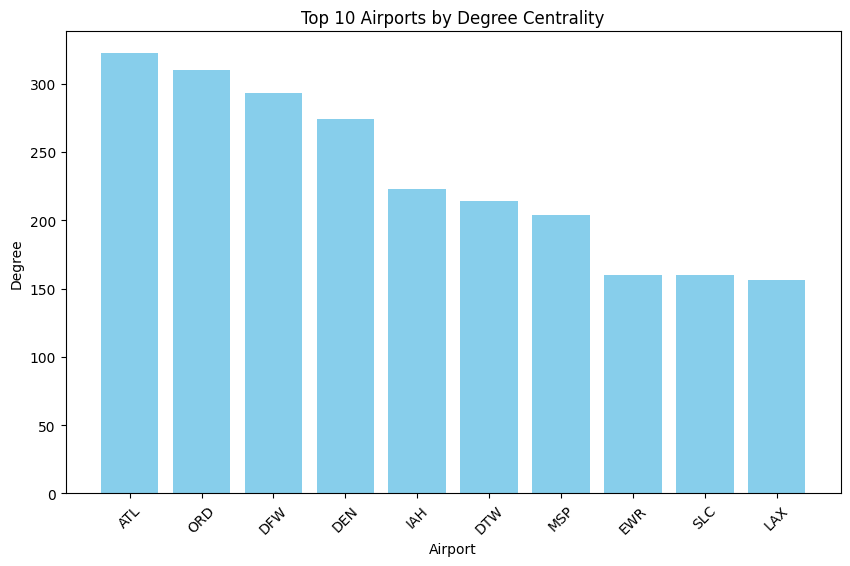 Top 10 Airports by Degree Centrality
Degree
300
250
200
150
100
50
0
ATL
ORD
DFW
DEN
IAH
DTW
MSP
EWR
SLC
LAX
Airport